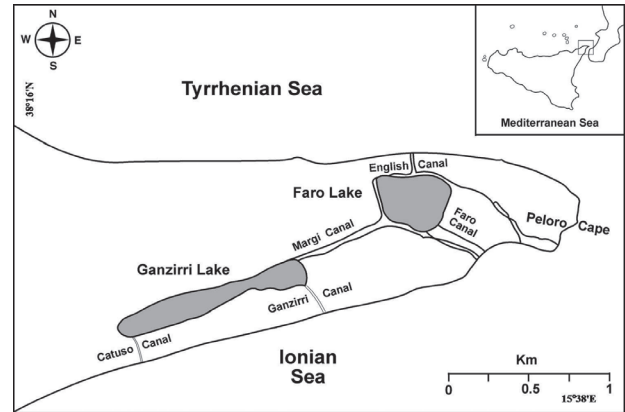 N
W E
S
38°16'N
Tyrrhenian Sea
Mediterranean Sea
English Canal
Faro Lake
Faro Canal
Peloro Cape
Margi Canal
Ganzirri Lake
Ganzirri Canal
Catuso Canal
Ionian
Sea
Km
0 0.5 1
15°38'E